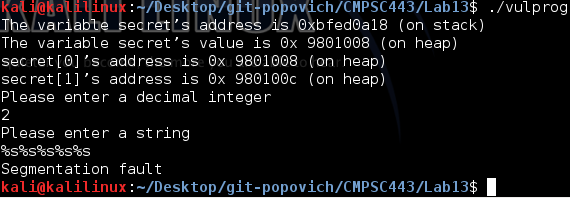 kali@kalilinux:~/Desktop/git-popovich/CMPSC443/Lab13$ ./vulprog
The variable secret’s address is 0xbfed0a18 (on stack)
The variable secret’s value is 0x 9801008 (on heap)
secret[0]’s address is 0x 9801008 (on heap)
secret[1]’s address is 0x 980100c (on heap)
Please enter a decimal integer
2
Please enter a string
%s%s%s%s%s
Segmentation fault
kali@kalilinux:~/Desktop/git-popovich/CMPSC443/Lab13$